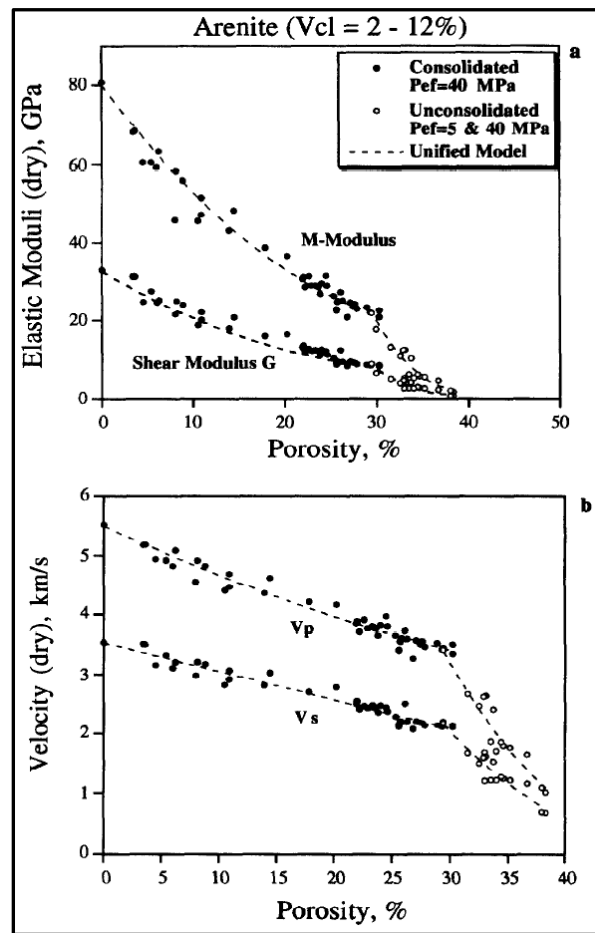 Arenite (Vcl = 2 - 12%)
a
Consolidated
Pef=40 MPa
Unconsolidated
Pef=5 & 40 MPa
Unified Model
Elastic Moduli (dry), GPa
80
60
40
20
0
M-Modulus
Shear Modulus G
0 10 20 30 40 50
Porosity, %
b
Velocity (dry), km/s
6
5
4
3
2
1
0
Vp
Vs
0 5 10 15 20 25 30 35 40
Porosity, %